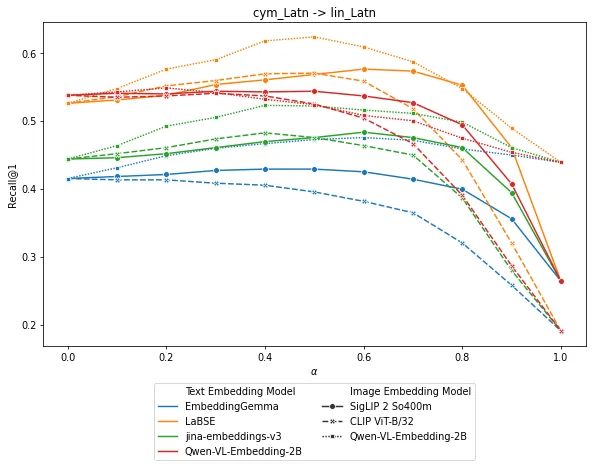 cym_Latn -> lin_Latn
Recall@1
0.6
0.5
0.4
0.3
0.2
0.0 0.2 0.4 0.6 0.8 1.0
α
Text Embedding Model Image Embedding Model
EmbeddingGemma SigLIP 2 So400m
LaBSE CLIP ViT-B/32
jina-embeddings-v3 Qwen-VL-Embedding-2B
Qwen-VL-Embedding-2B